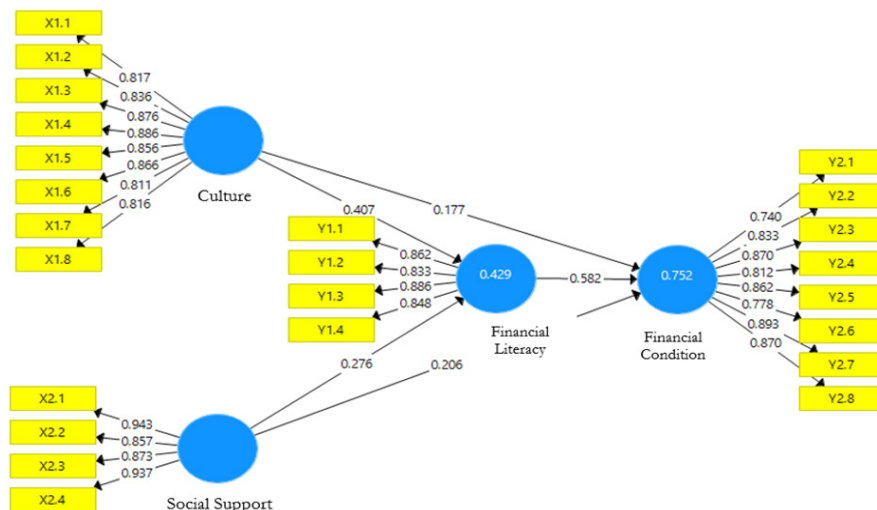 X1.1
X1.2
X1.3
X1.4
X1.5
X1.6
X1.7
X1.8
0.817
0.836
0.876
0.886
0.856
0.866
0.811
0.816
Culture
0.407
0.177
Y1.1
Y1.2
Y1.3
Y1.4
0.862
0.833
0.886
0.848
0.429
Financial
Literacy
0.582
0.752
Financial
Condition
0.740
0.833
0.870
0.812
0.862
0.778
0.893
0.870
Y2.1
Y2.2
Y2.3
Y2.4
Y2.5
Y2.6
Y2.7
Y2.8
0.276
0.206
X2.1
X2.2
X2.3
X2.4
0.943
0.857
0.873
0.937
Social Support